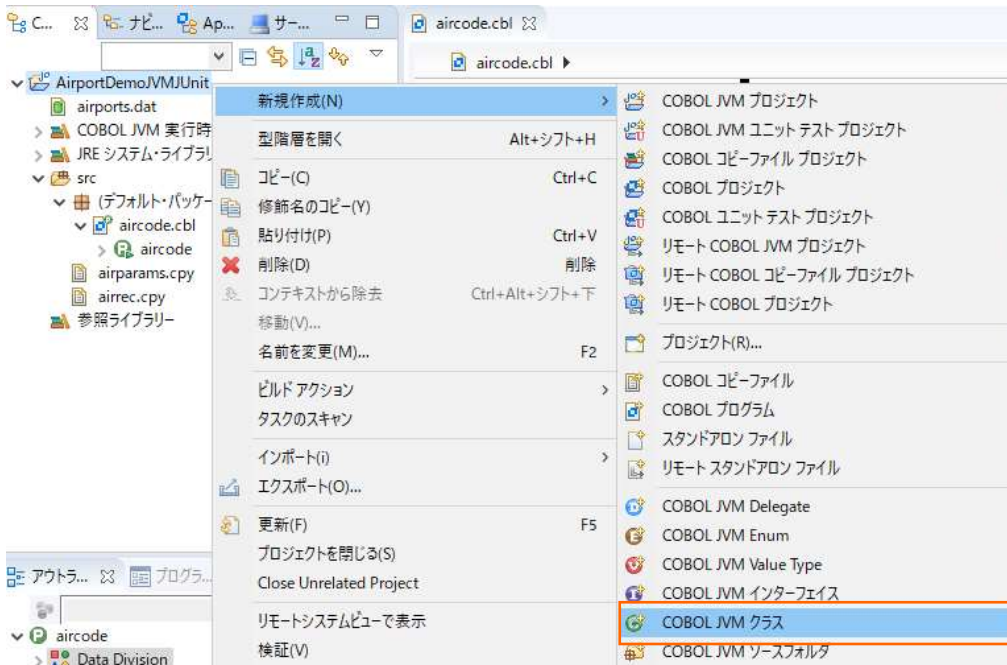 C...
ナビ...
Ap...
サー...
aircode.cbl
aircode.cbl
AirportDemoJVMJUnit
airports.dat
COBOL JVM 実行時
JRE システム・ライブラリ
src
(デフォルト・パッケー
aircode.cbl
aircode
airparams.cpy
airrec.cpy
参照ライブラリー
アウトラ...
プログラ...
aircode
Data Division
新規作成(N)
型階層を開く Alt+シフト+H
コピー(C) Ctrl+C
修飾名のコピー(Y)
貼り付け(P) Ctrl+V
削除(D) 削除
コンテキストから除去 Ctrl+Alt+シフト+下
移動(V)...
名前を変更(M)... F2
ビルド アクション
タスクのスキャン
インポート(i)
エクスポート(O)...
更新(F) F5
プロジェクトを閉じる(S)
Close Unrelated Project
リモートシステムビューで表示
検証(V)
COBOL JVM プロジェクト
COBOL JVM ユニット テスト プロジェクト
COBOL コピーファイル プロジェクト
COBOL プロジェクト
COBOL ユニット テスト プロジェクト
リモート COBOL JVM プロジェクト
リモート COBOL コピーファイル プロジェクト
リモート COBOL プロジェクト
プロジェクト(R)...
COBOL コピーファイル
COBOL プログラム
スタンドアロン ファイル
リモート スタンドアロン ファイル
COBOL JVM Delegate
COBOL JVM Enum
COBOL JVM Value Type
COBOL JVM インターフェイス
COBOL JVM クラス
COBOL JVM ソースフォルダ